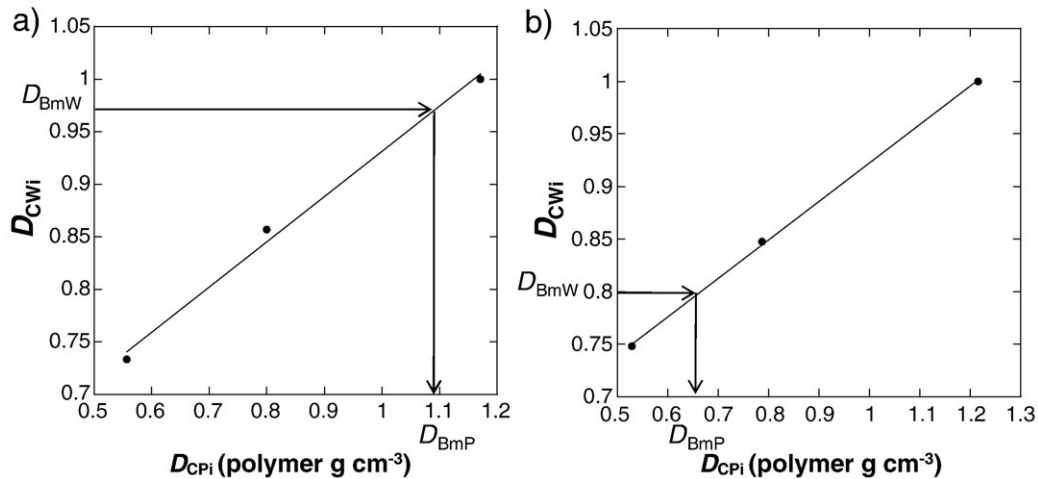 a)
1.05
1
0.95
0.9
0.85
0.8
0.75
0.7
D_BmW
D_CWi
0.5 0.6 0.7 0.8 0.9 1 1.1 1.2
D_BmP
D_CPi (polymer g cm⁻³)
b)
1.05
1
0.95
0.9
0.85
0.8
0.75
0.7
D_CWi
D_BmW
0.5 0.6 0.7 0.8 0.9 1 1.1 1.2 1.3
D_BmP
D_CPi (polymer g cm⁻³)